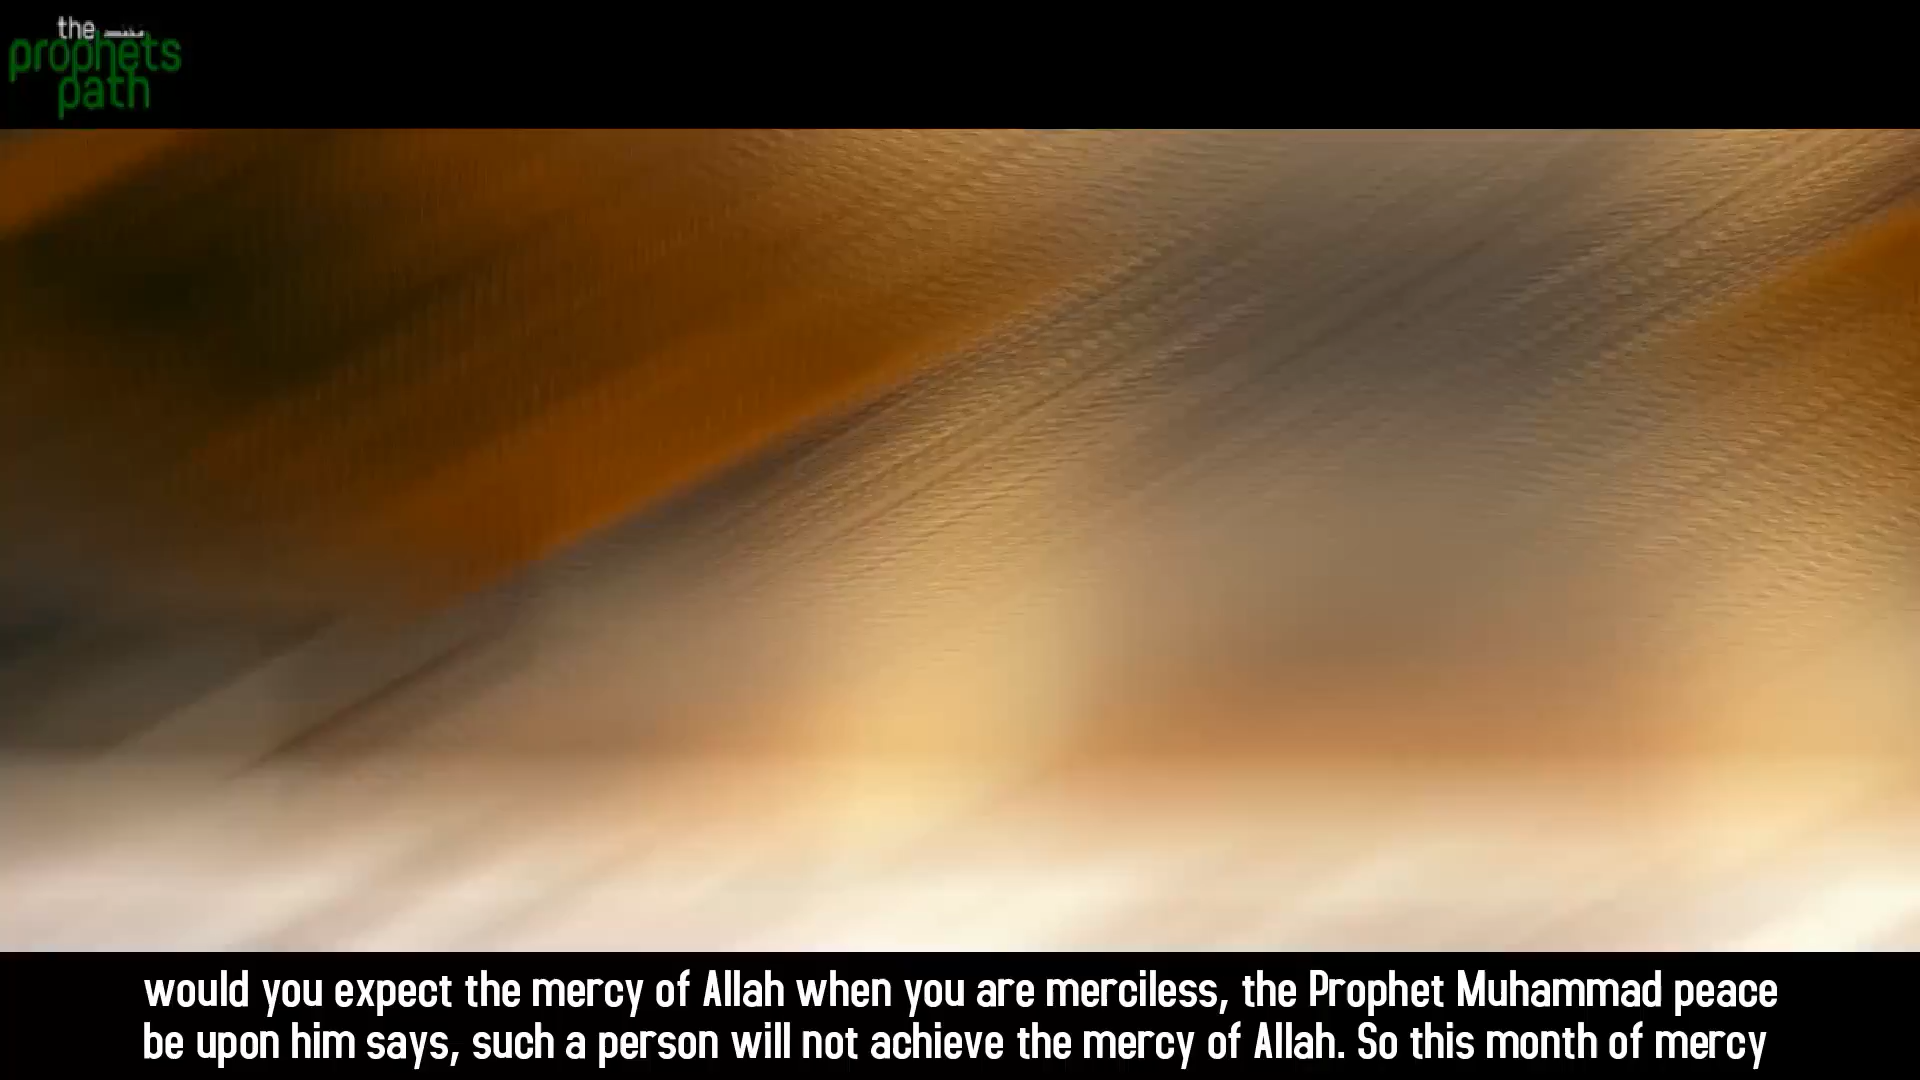 the
prophets
path
would you expect the mercy of Allah when you are merciless, the Prophet Muhammad peace
be upon him says, such a person will not achieve the mercy of Allah. So this month of mercy